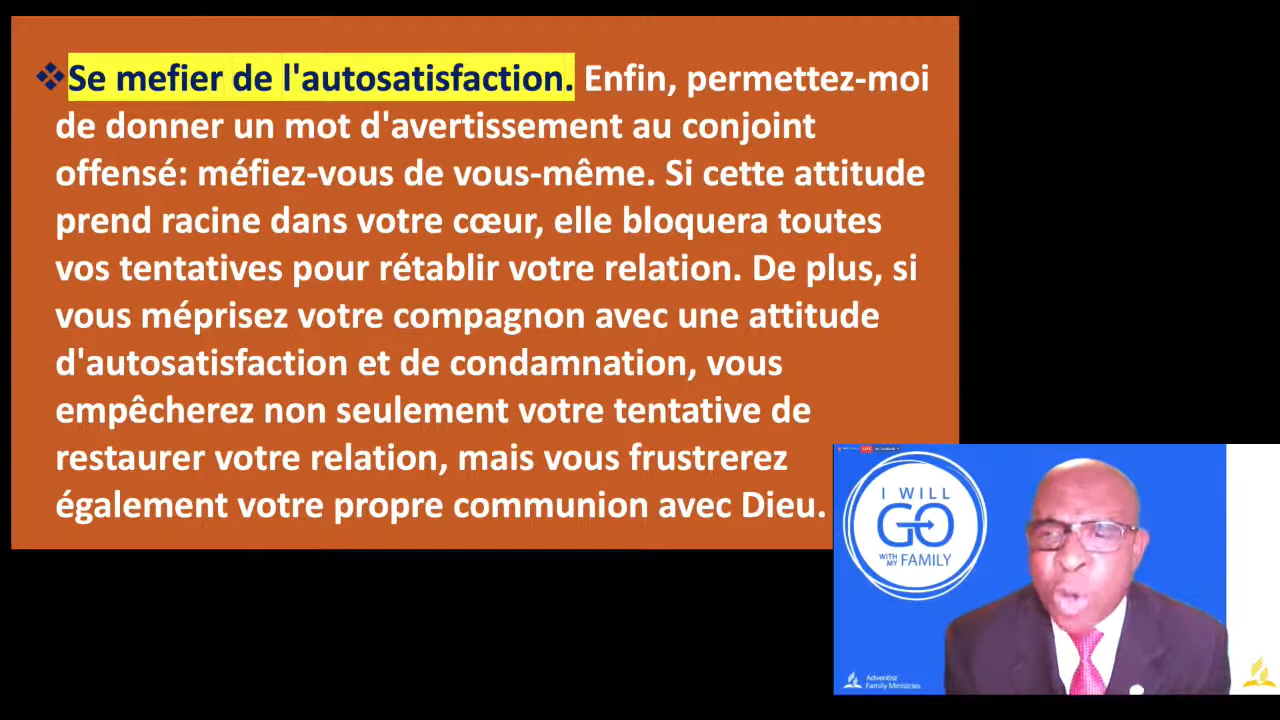 ❖Se mefier de l'autosatisfaction. Enfin, permettez-moi
de donner un mot d'avertissement au conjoint
offensé: méfiez-vous de vous-même. Si cette attitude
prend racine dans votre cœur, elle bloquera toutes
vos tentatives pour rétablir votre relation. De plus, si
vous méprisez votre compagnon avec une attitude
d'autosatisfaction et de condamnation, vous
empêcherez non seulement votre tentative de
restaurer votre relation, mais vous frustrerez
également votre propre communion avec Dieu.
I WILL
GO
WITH MY FAMILY
Adventist
Family Ministries